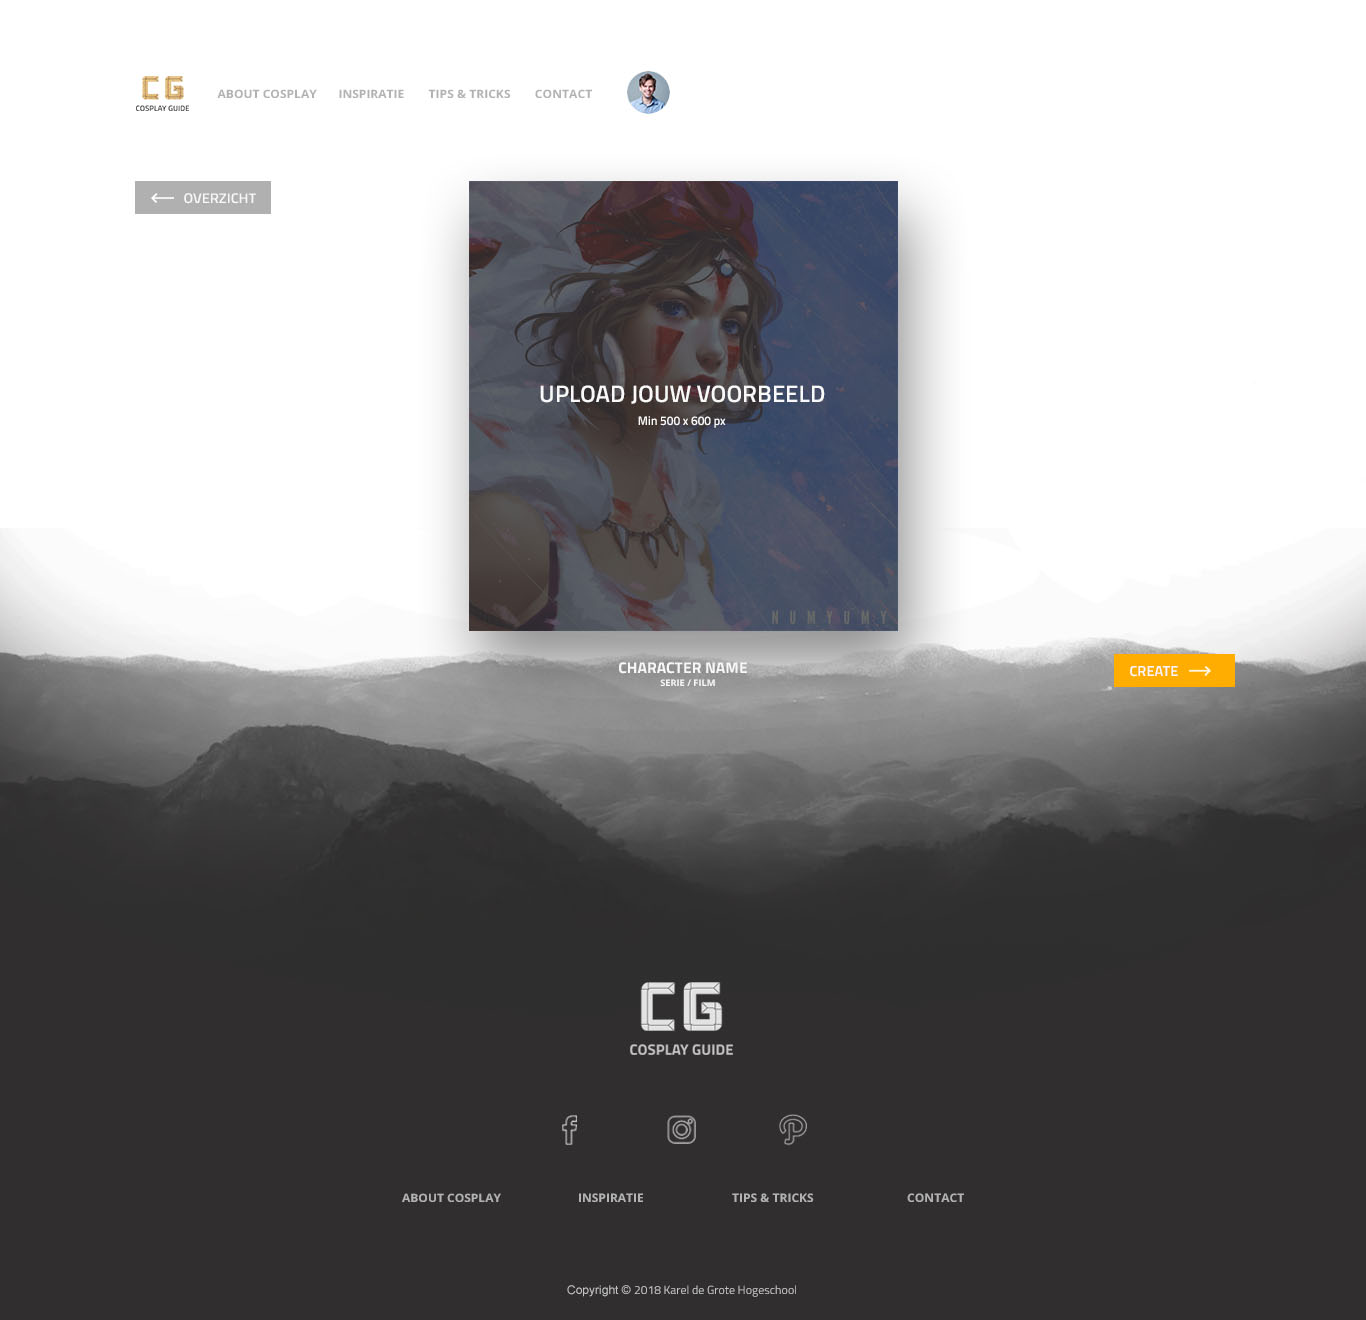 CG
COSPLAY GUIDE
ABOUT COSPLAY INSPIRATIE TIPS & TRICKS CONTACT
OVERZICHT
UPLOAD JOUW VOORBEELD
Min 500 x 600 px
NUMYUMY
CHARACTER NAME
SERIE / FILM
CREATE
CG
COSPLAY GUIDE
ABOUT COSPLAY INSPIRATIE TIPS & TRICKS CONTACT
Copyright © 2018 Karel de Grote Hogeschool